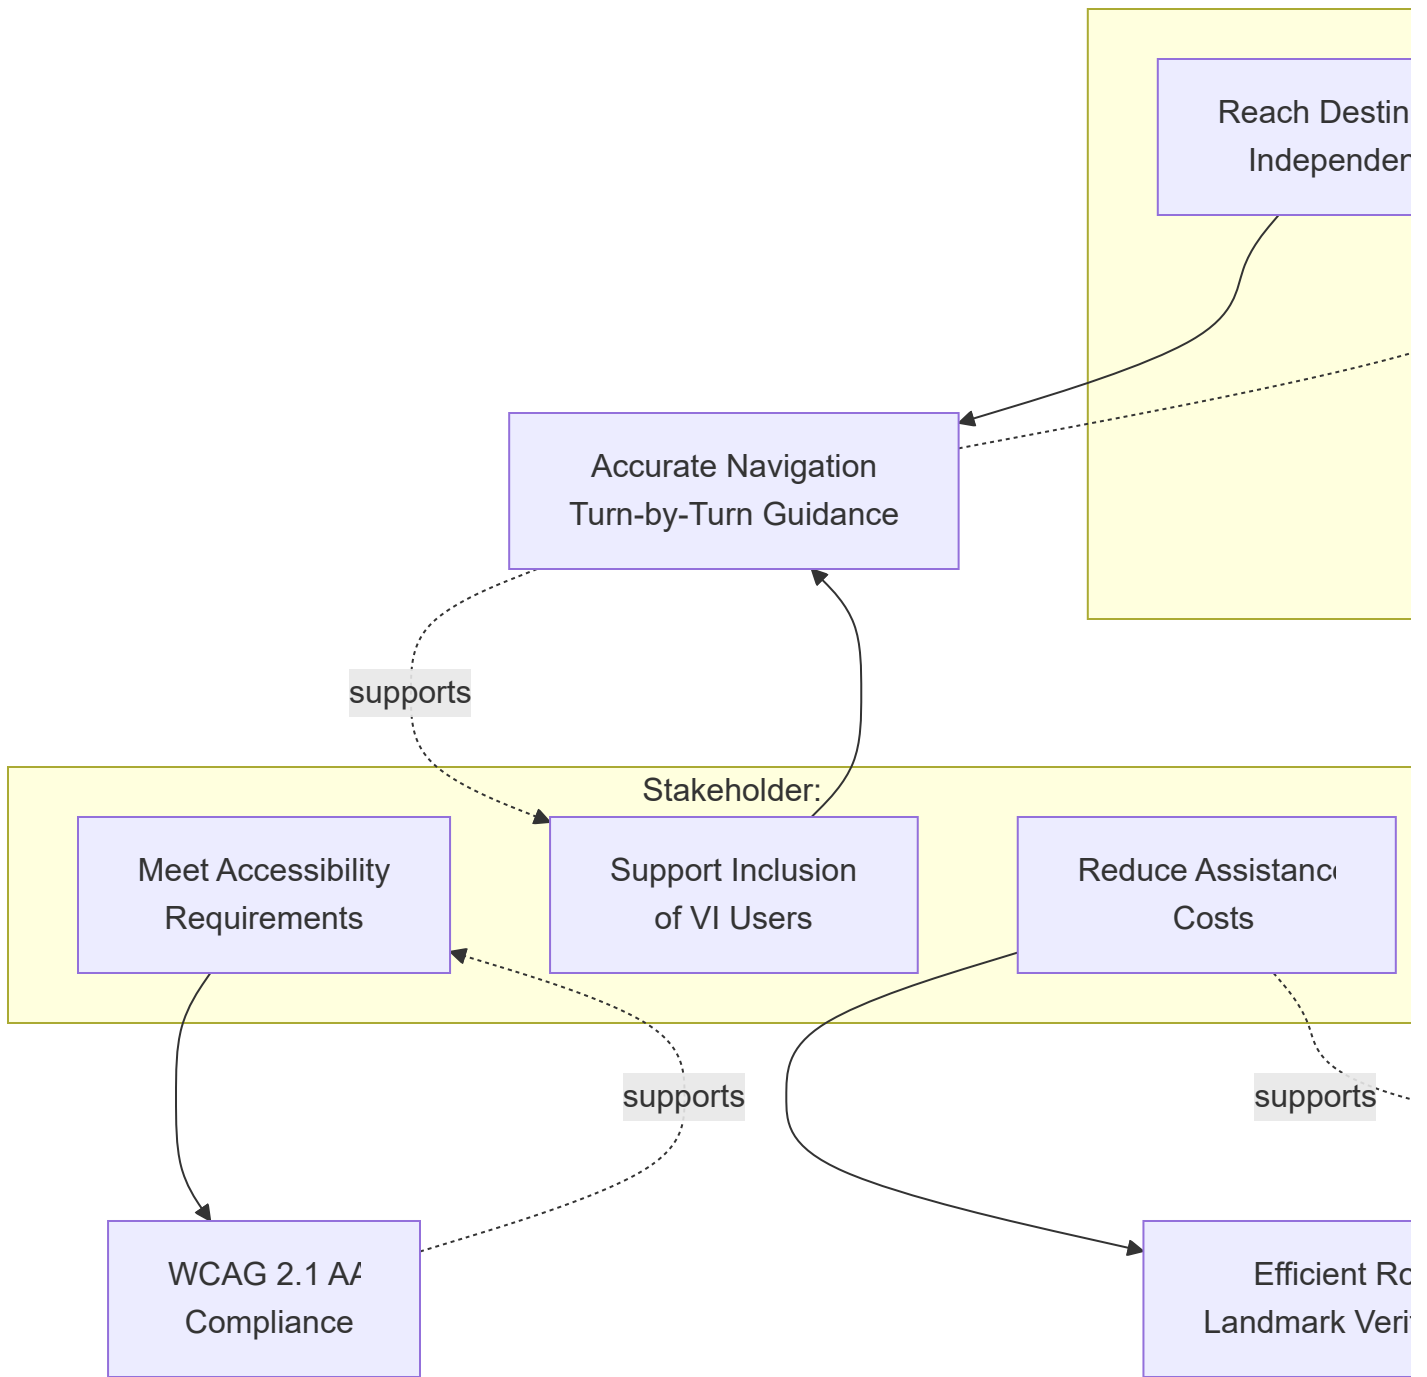 Reach Destin
Independen
Accurate Navigation
Turn-by-Turn Guidance
supports
Stakeholder:
Meet Accessibility
Requirements
Support Inclusion
of VI Users
Reduce Assistanc
Costs
supports
supports
WCAG 2.1 AA
Compliance
Efficient Ro
Landmark Veri